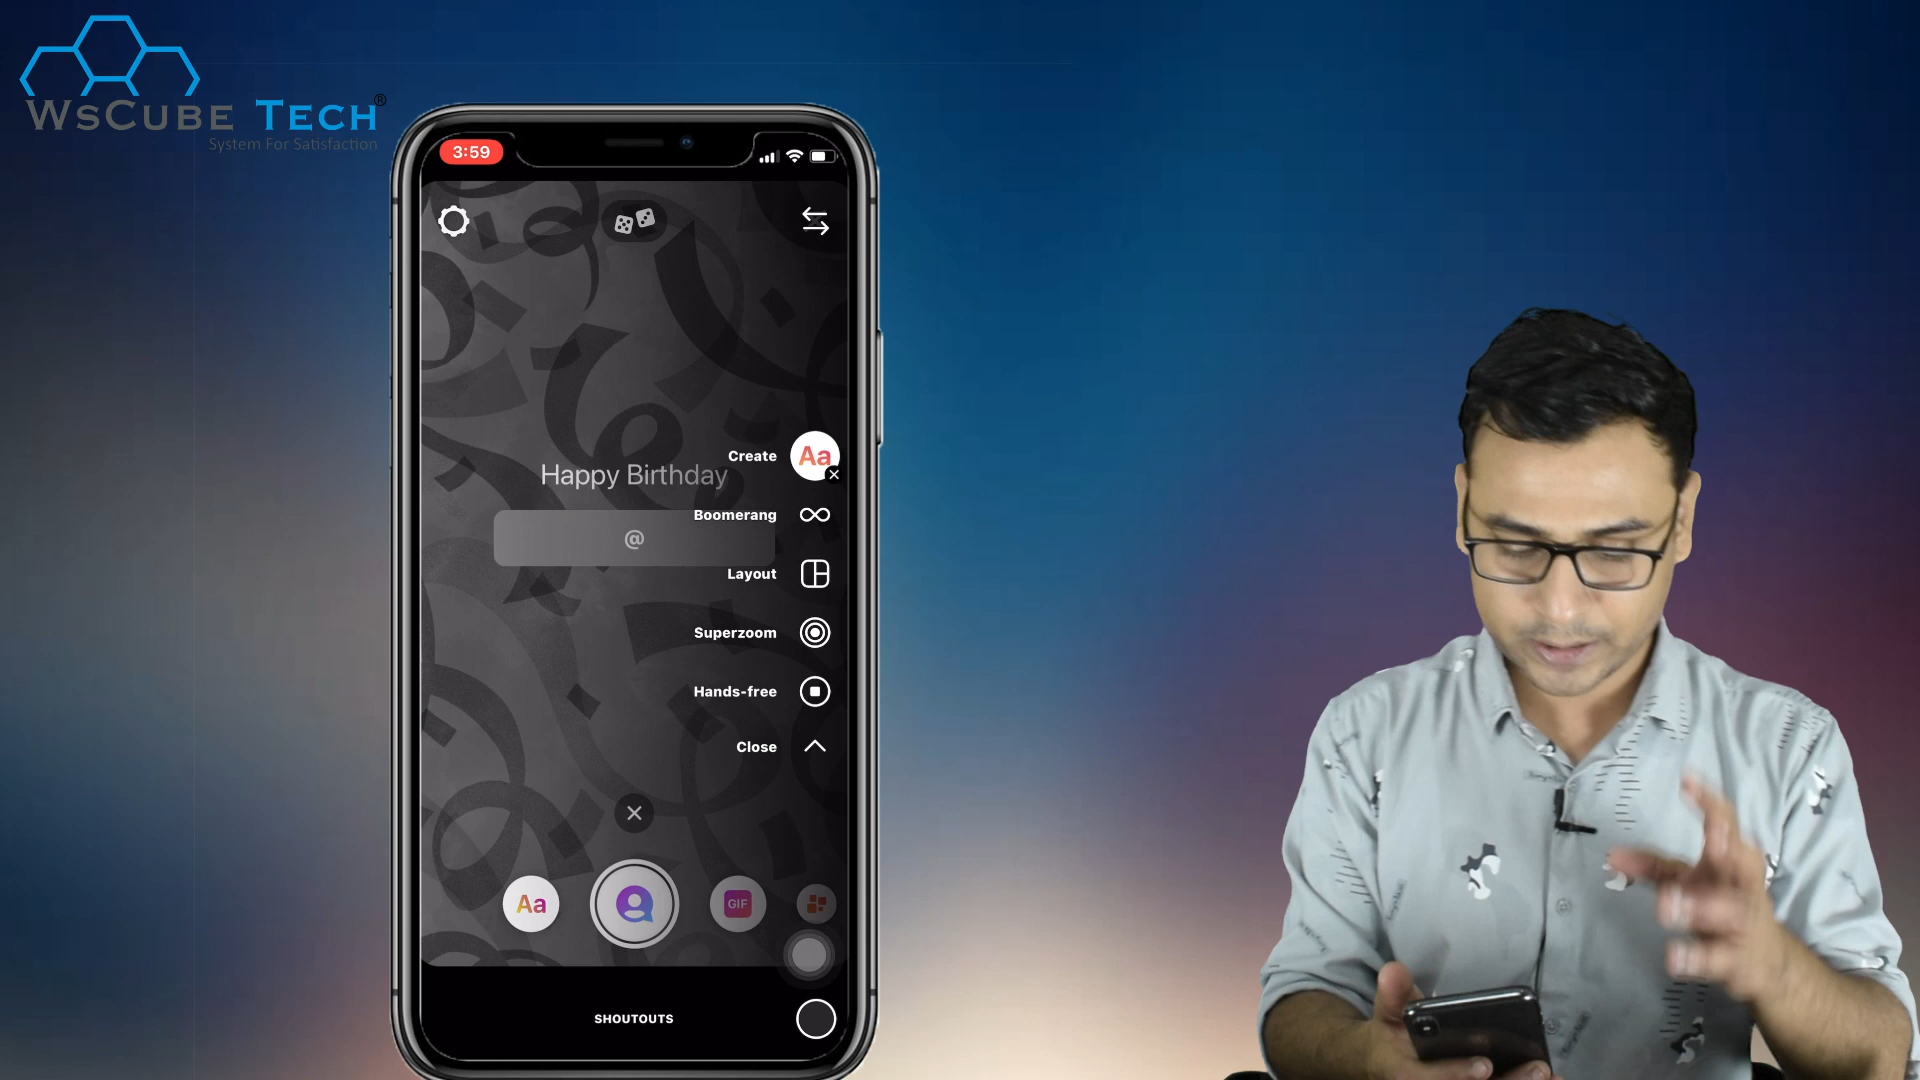 WsCube Tech®
System For Satisfaction
3:59
Create
Aa
Happy Birthday
Boomerang
@
Layout
Superzoom
Hands-free
Close
Aa
GIF
SHOUTOUTS